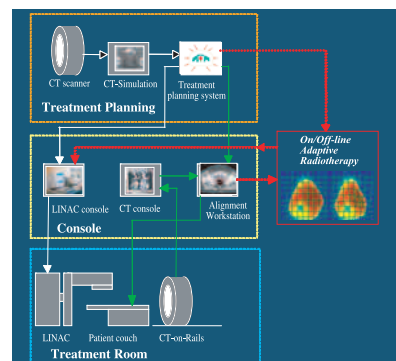 CT scanner
CT-Simulation
Treatment
planning system
Treatment Planning
On/Off-line
Adaptive
Radiotherapy
LINAC console
CT console
Alignment
Workstation
Console
LINAC
Patient couch
CT-on-Rails
Treatment Room